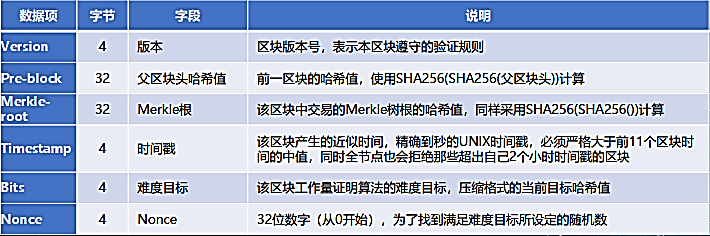 数据项 字节 字段 说明
Version 4 版本 区块版本号，表示本区块遵守的验证规则
Pre-block 32 父区块头哈希值 前一区块的哈希值，使用SHA256(SHA256(父区块头))计算
Merkle-
root 32 Merkle根 该区块中交易的Merkle树根的哈希值，同样采用SHA256(SHA256())计算
Timestamp 4 时间戳 该区块产生的近似时间，精确到秒的UNIX时间戳，必须严格大于前11个区块时
间的中值，同时全节点也会拒绝那些超出自己2个小时时间戳的区块
Bits 4 难度目标 该区块工作量证明算法的难度目标，压缩格式的当前目标哈希值
Nonce 4 Nonce 32位数字（从0开始），为了找到满足难度目标所设定的随机数